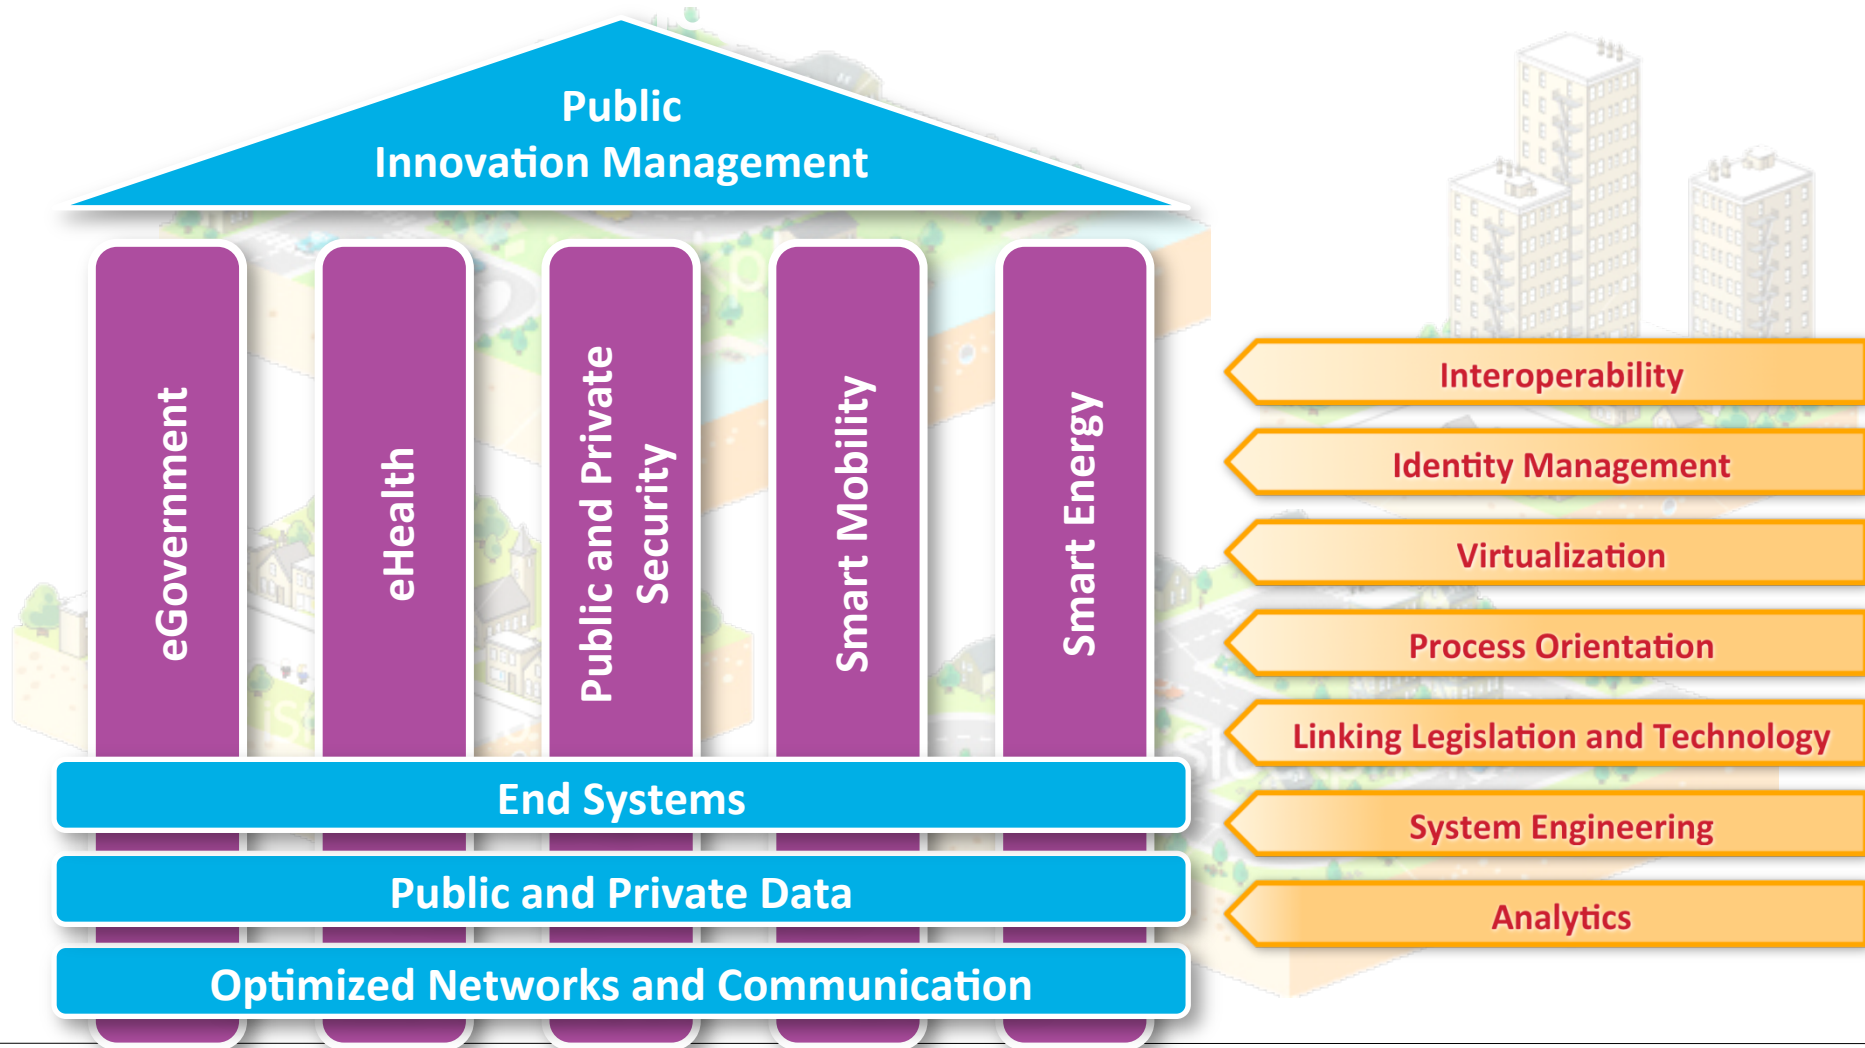 Public
Innovation Management
eGovernment
eHealth
Public and Private
Security
Smart Mobility
Smart Energy
End Systems
Public and Private Data
Optimized Networks and Communication
Interoperability
Identity Management
Virtualization
Process Orientation
Linking Legislation and Technology
System Engineering
Analytics